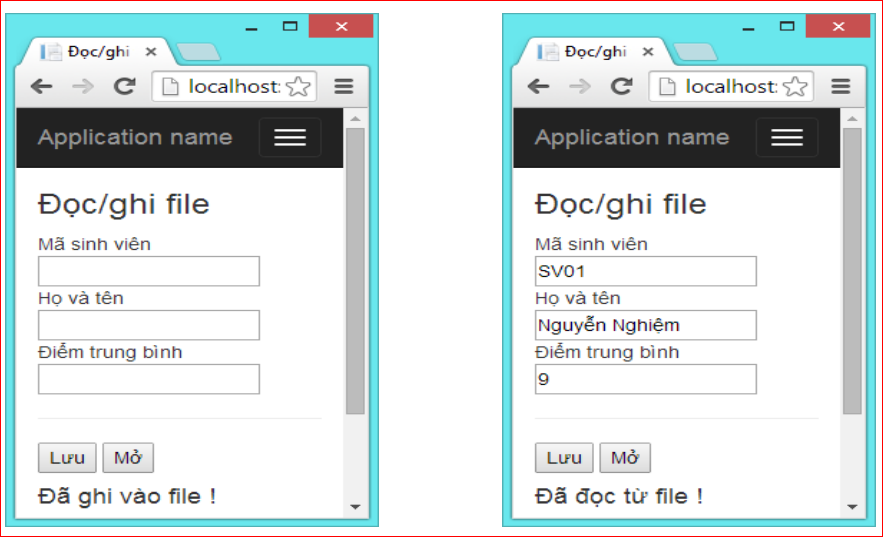 Đọc/ghi
localhost:
Application name
Đọc/ghi file
Mã sinh viên
Họ và tên
Điểm trung bình
Lưu Mở
Đã ghi vào file !
Đọc/ghi
localhost:
Application name
Đọc/ghi file
Mã sinh viên
SV01
Họ và tên
Nguyễn Nghiệm
Điểm trung bình
9
Lưu Mở
Đã đọc từ file !